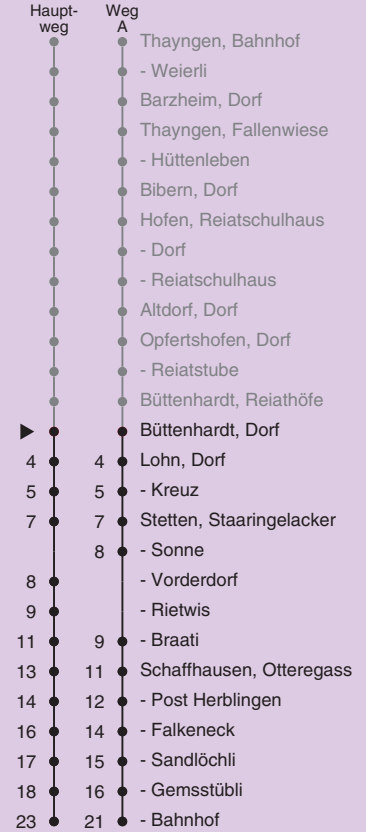 Haupt- Weg
weg A
Thayngen, Bahnhof
- Weierli
Barzheim, Dorf
Thayngen, Fallenwiese
- Hüttenleben
Bibern, Dorf
Hofen, Reiatschulhaus
- Dorf
- Reiatschulhaus
Altdorf, Dorf
Opfertshofen, Dorf
- Reiatstube
Büttenhardt, Reiathöfe
Büttenhardt, Dorf
4 4 Lohn, Dorf
5 5 - Kreuz
7 7 Stetten, Staaringelacker
8 - Sonne
8 - Vorderdorf
9 - Rietwis
11 9 - Braati
13 11 Schaffhausen, Otteregass
14 12 - Post Herblingen
16 14 - Falkeneck
17 15 - Sandlöchli
18 16 - Gemsstübli
23 21 - Bahnhof